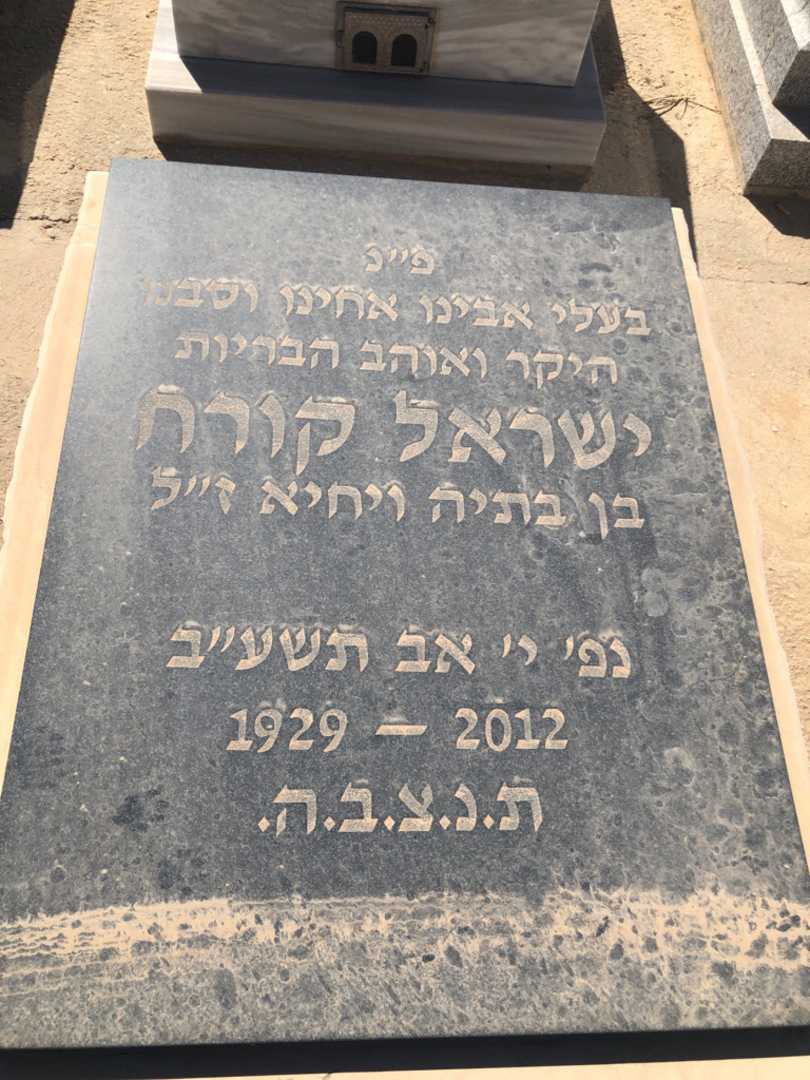 פ״נ
בעלי אבינו אחינו וסבנו
היקר ואוהב הבריות
ישראל קורח
בן בתיה ויחיא ז״ל
נפ׳ י׳ אב תשע״ב
1929 – 2012
ת.נ.צ.ב.ה.